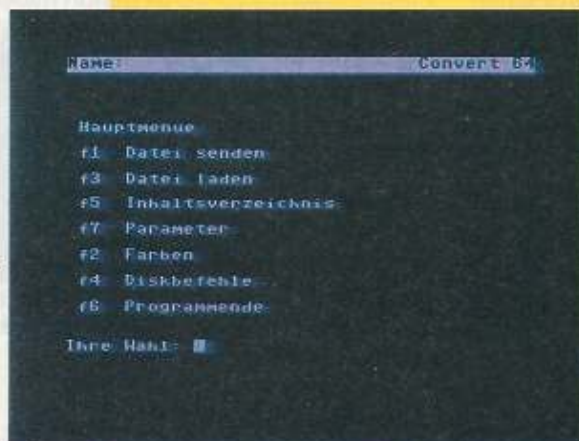 Name: Convert 64
Hauptmenue
f1 Datei senden
f3 Datei laden
f5 Inhaltsverzeichnis
f7 Parameter
f2 Farben
f4 Diskbefehle
f6 Programmende
Ihre Wahl: